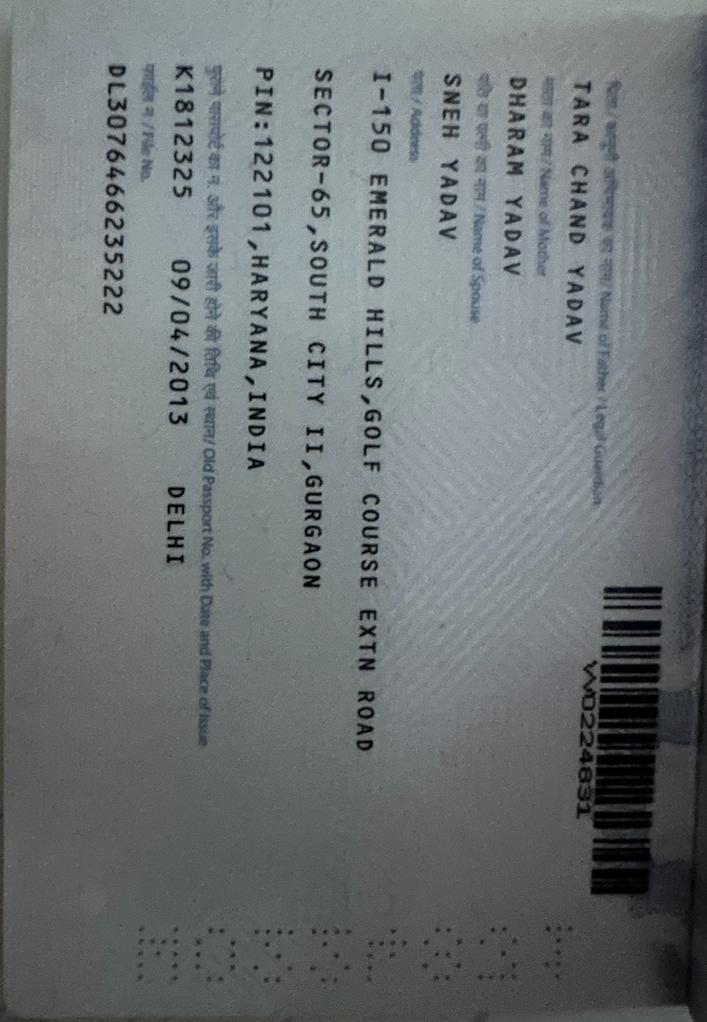 पिता / कानूनी अभिभावक का नाम / Name of Father / Legal Guardian
TARA CHAND YADAV
माता का नाम / Name of Mother
DHARAM YADAV
पति या पत्नी का नाम / Name of Spouse
SNEH YADAV
पता / Address
I-150 EMERALD HILLS,GOLF COURSE EXTN ROAD
SECTOR-65,SOUTH CITY II,GURGAON
PIN:122101,HARYANA,INDIA
पुराने पासपोर्ट का न. और इसके जारी होने की तिथि एवं स्थान / Old Passport No. with Date and Place of Issue
K1812325 09/04/2013 DELHI
फाईल न. / File No.
DL3076466235222
W0224831